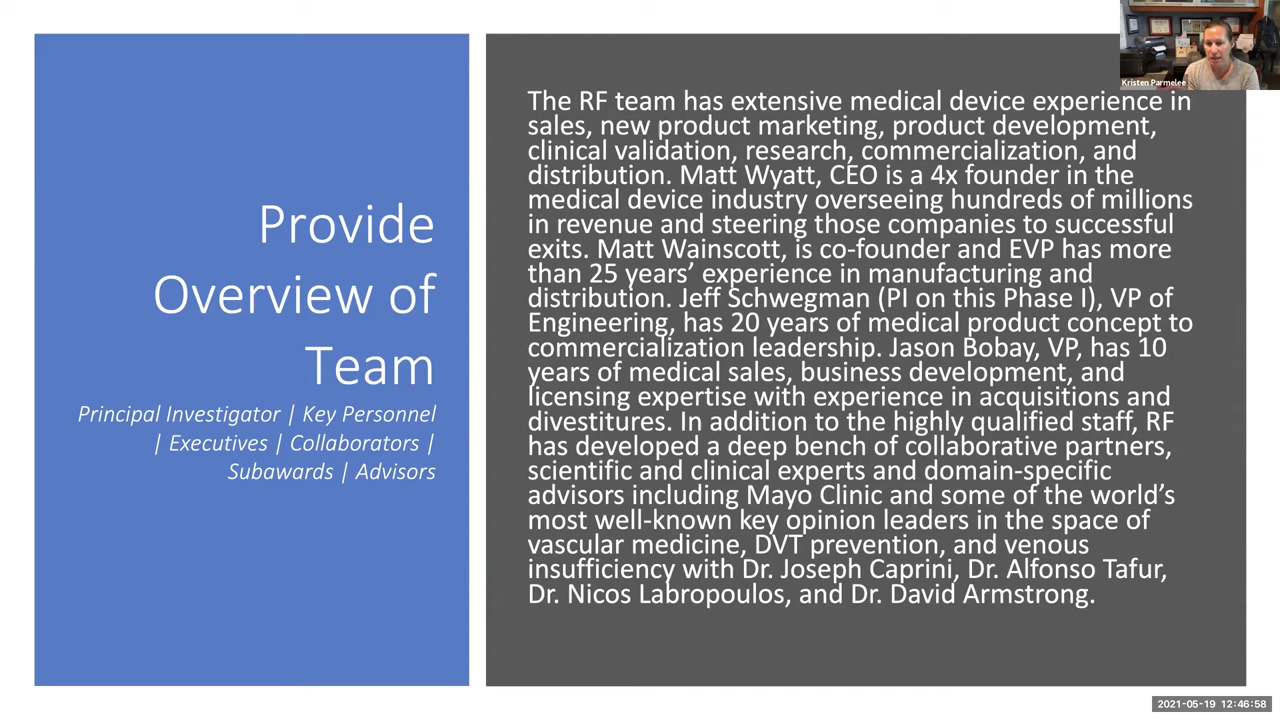 Provide
Overview of
Team
Principal Investigator | Key Personnel
| Executives | Collaborators |
Subawards | Advisors
The RF team has extensive medical device experience in
sales, new product marketing, product development,
clinical validation, research, commercialization, and
distribution. Matt Wyatt, CEO is a 4x founder in the
medical device industry overseeing hundreds of millions
in revenue and steering those companies to successful
exits. Matt Wainscott, is co-founder and EVP has more
than 25 years’ experience in manufacturing and
distribution. Jeff Schwegman (PI on this Phase I), VP of
Engineering, has 20 years of medical product concept to
commercialization leadership. Jason Bobay, VP, has 10
years of medical sales, business development, and
licensing expertise with experience in acquisitions and
divestitures. In addition to the highly qualified staff, RF
has developed a deep bench of collaborative partners,
scientific and clinical experts and domain-specific
advisors including Mayo Clinic and some of the world’s
most well-known key opinion leaders in the space of
vascular medicine, DVT prevention, and venous
insufficiency with Dr. Joseph Caprini, Dr. Alfonso Tafur,
Dr. Nicos Labropoulos, and Dr. David Armstrong.
Kristen Parmelee
2021-05-19 12:46:58